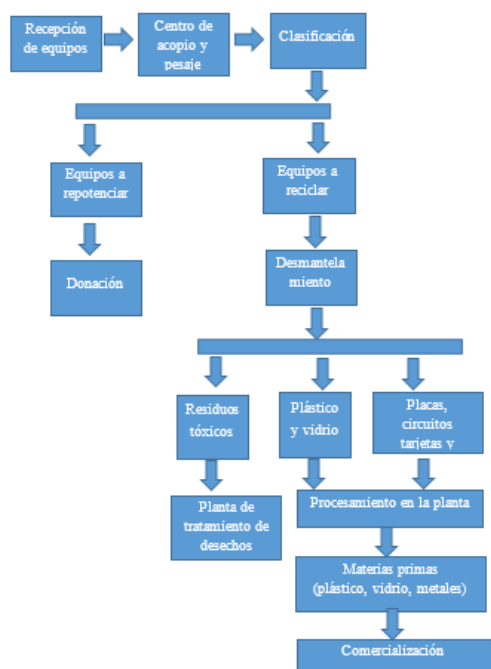 Recepción
de equipos
Centro de
acopio y
pesaje
Clasificación
Equipos a
repotenciar
Equipos a
reciclar
Donación
Desmantela
miento
Residuos
tóxicos
Plástico
y vidrio
Placas,
circuitos
tarjetas y
Planta de
tratamiento de
desechos
Procesamiento en la planta
Materias primas
(plástico, vidrio, metales)
Comercialización